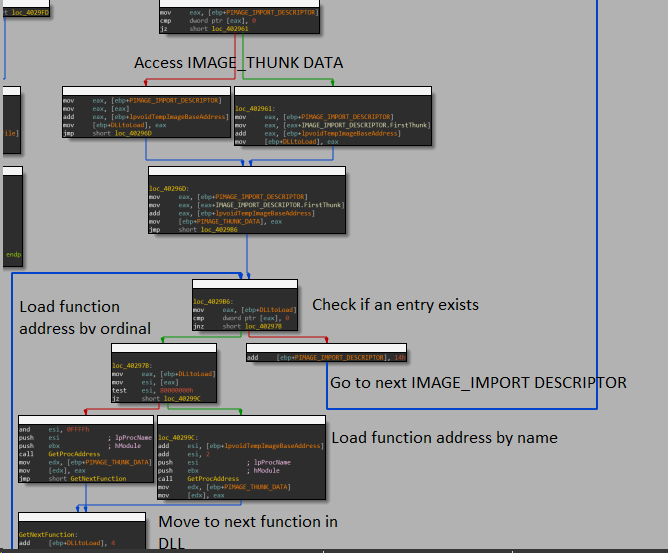 rt loc_4029FD
mov eax, [ebp+PIMAGE_IMPORT_DESCRIPTOR]
cmp dword ptr [eax], 0
jz short loc_402961
Access IMAGE_THUNK DATA
mov eax, [ebp+PIMAGE_IMPORT_DESCRIPTOR]
mov eax, [eax]
add eax, [ebp+lpvoidTempImageBaseAddress]
mov [ebp+DLLtoLoad], eax
jmp short loc_40296D
loc_402961:
mov eax, [ebp+PIMAGE_IMPORT_DESCRIPTOR]
mov eax, [eax+IMAGE_IMPORT_DESCRIPTOR.FirstThunk]
add eax, [ebp+lpvoidTempImageBaseAddress]
mov [ebp+DLLtoLoad], eax
File]
endp
loc_40296D:
mov eax, [ebp+PIMAGE_IMPORT_DESCRIPTOR]
mov eax, [eax+IMAGE_IMPORT_DESCRIPTOR.FirstThunk]
add eax, [ebp+lpvoidTempImageBaseAddress]
mov [ebp+PIMAGE_THUNK_DATA], eax
jmp short loc_4029B6
Load function
address by ordinal
loc_4029B6:
mov eax, [ebp+DLLtoLoad]
cmp dword ptr [eax], 0
jnz short loc_40297B
Check if an entry exists
loc_40297B:
mov eax, [ebp+DLLtoLoad]
mov esi, [eax]
test esi, 80000000h
jz short loc_40299C
add [ebp+PIMAGE_IMPORT_DESCRIPTOR], 14h
Go to next IMAGE_IMPORT DESCRIPTOR
and esi, 0FFFFh
push esi ; lpProcName
push ebx ; hModule
call GetProcAddress
mov edx, [ebp+PIMAGE_THUNK_DATA]
mov [edx], eax
jmp short GetNextFunction
loc_40299C:
add esi, [ebp+lpvoidTempImageBaseAddress]
add esi, 2
push esi ; lpProcName
push ebx ; hModule
call GetProcAddress
mov edx, [ebp+PIMAGE_THUNK_DATA]
mov [edx], eax
Load function address by name
GetNextFunction:
add [ebp+DLLtoLoad], 4
Move to next function in
DLL